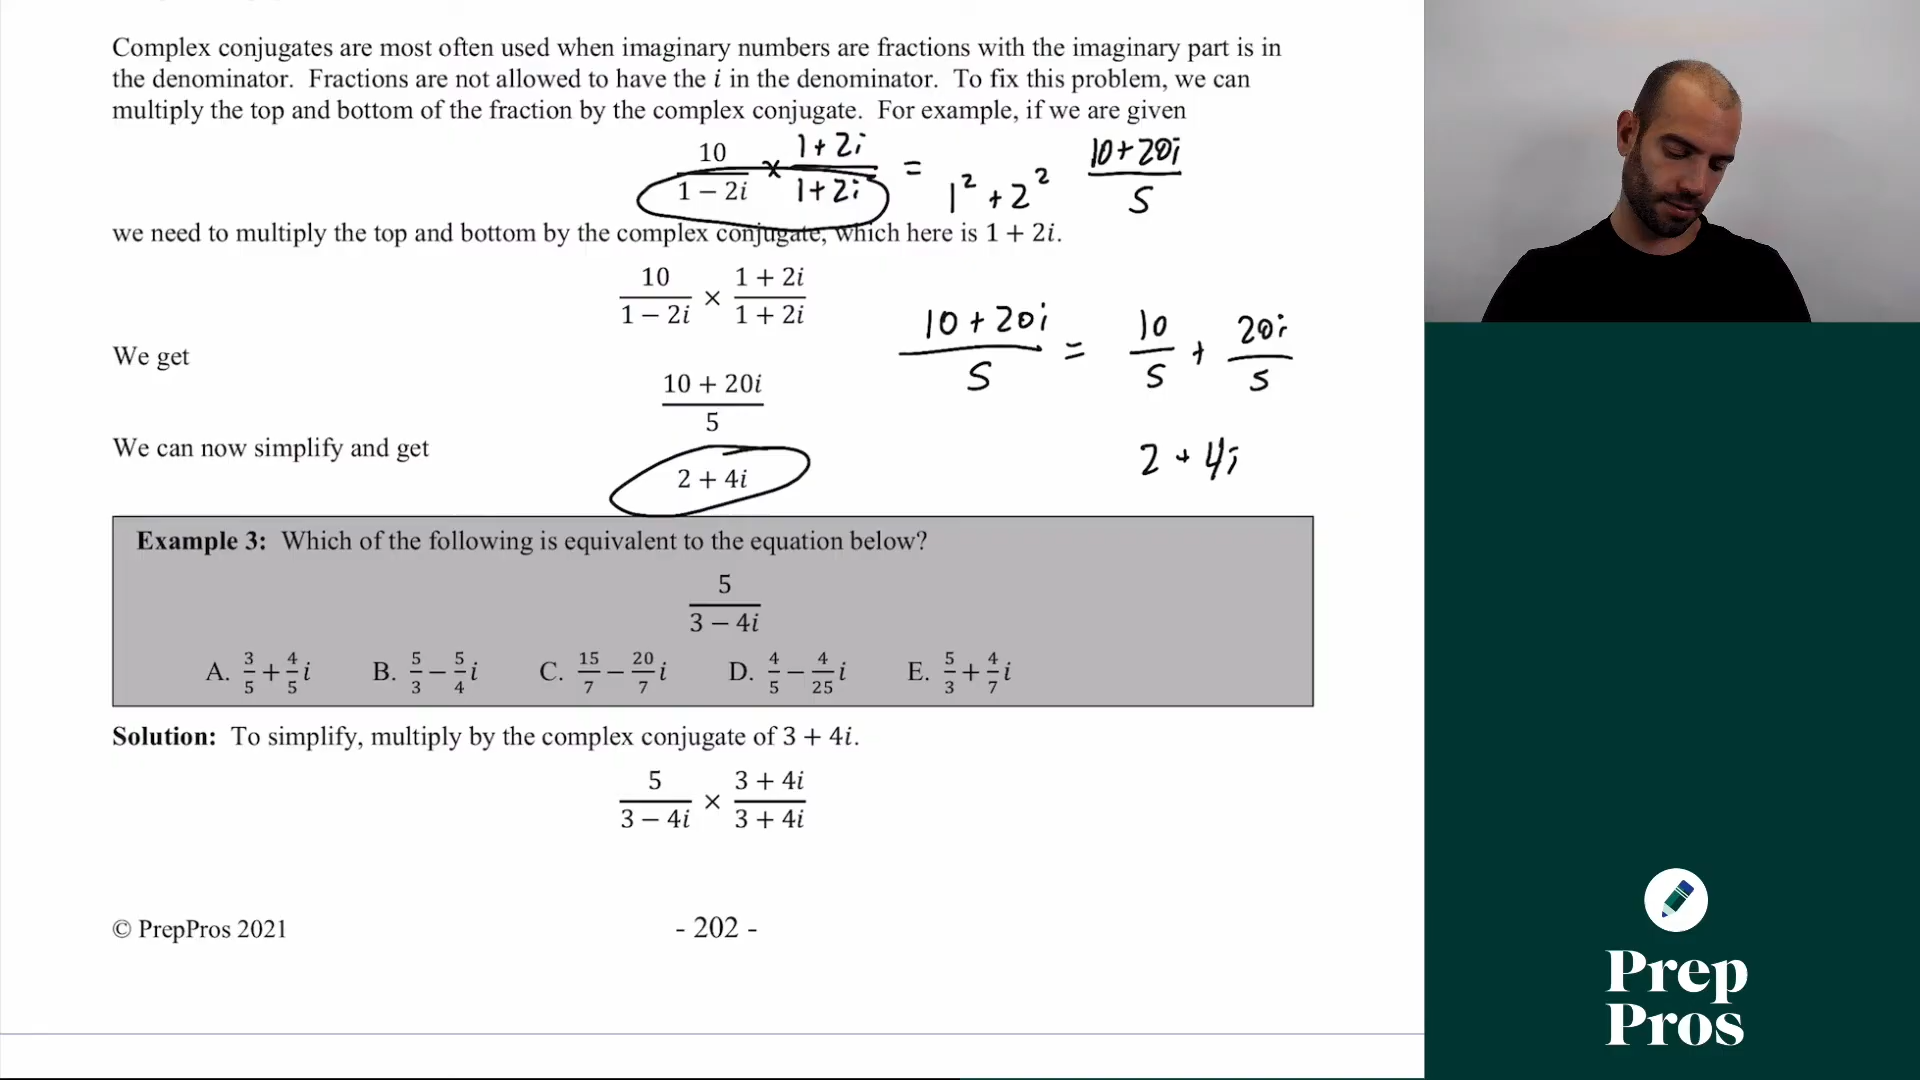 Complex conjugates are most often used when imaginary numbers are fractions with the imaginary part is in
the denominator. Fractions are not allowed to have the i in the denominator. To fix this problem, we can
multiply the top and bottom of the fraction by the complex conjugate. For example, if we are given
10/(1 − 2i) × (1 + 2i)/(1 + 2i) = 1² + 2² (10 + 20i)/5
we need to multiply the top and bottom by the complex conjugate, which here is 1 + 2i.
10/(1 − 2i) × (1 + 2i)/(1 + 2i)
(10 + 20i)/5 = 10/5 + 20i/5
We get
(10 + 20i)/5
We can now simplify and get
2 + 4i
2 + 4i
Example 3: Which of the following is equivalent to the equation below?
5/(3 − 4i)
A. 3/5 + 4/5 i B. 5/3 − 5/4 i C. 15/7 − 20/7 i D. 4/5 − 4/25 i E. 5/3 + 4/7 i
Solution: To simplify, multiply by the complex conjugate of 3 + 4i.
5/(3 − 4i) × (3 + 4i)/(3 + 4i)
© PrepPros 2021
- 202 -
Prep
Pros